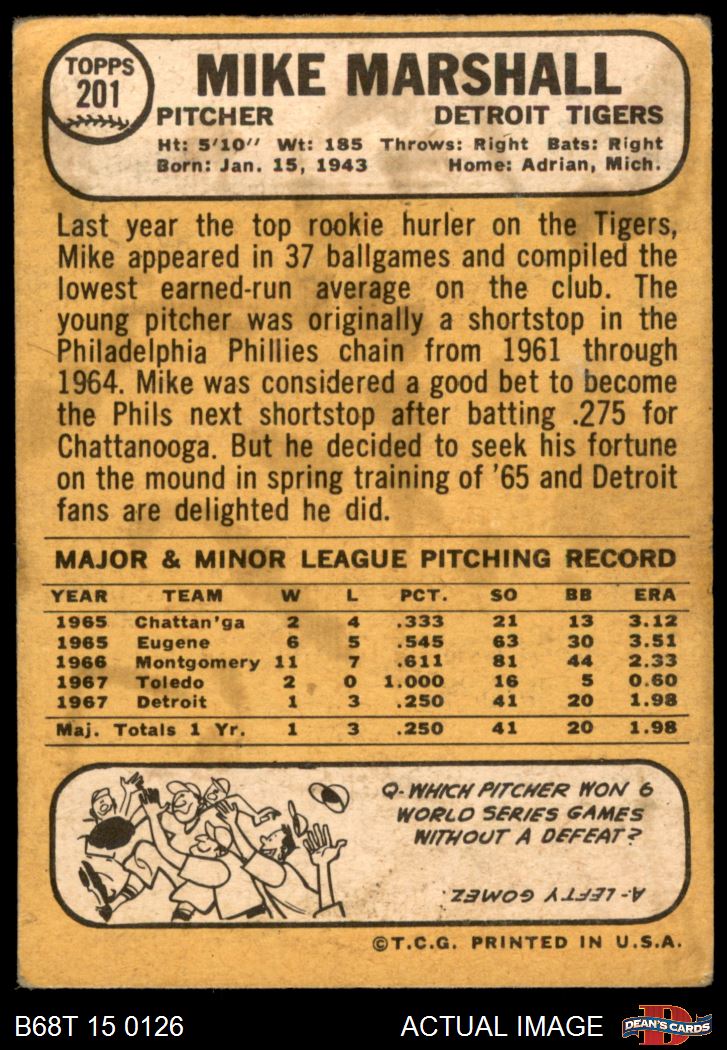 TOPPS
201
MIKE MARSHALL
PITCHER DETROIT TIGERS
Ht: 5'10" Wt: 185 Throws: Right Bats: Right
Born: Jan. 15, 1943 Home: Adrian, Mich.
Last year the top rookie hurler on the Tigers,
Mike appeared in 37 ballgames and compiled the
lowest earned-run average on the club. The
young pitcher was originally a shortstop in the
Philadelphia Phillies chain from 1961 through
1964. Mike was considered a good bet to become
the Phils next shortstop after batting .275 for
Chattanooga. But he decided to seek his fortune
on the mound in spring training of '65 and Detroit
fans are delighted he did.
MAJOR & MINOR LEAGUE PITCHING RECORD
YEAR TEAM W L PCT. SO BB ERA
1965 Chattan'ga 2 4 .333 21 13 3.12
1965 Eugene 6 5 .545 63 30 3.51
1966 Montgomery 11 7 .611 81 44 2.33
1967 Toledo 2 0 1.000 16 5 0.60
1967 Detroit 1 3 .250 41 20 1.98
Maj. Totals 1 Yr. 1 3 .250 41 20 1.98
Q-WHICH PITCHER WON 6
WORLD SERIES GAMES
WITHOUT A DEFEAT?
A-LEFTY GOMEZ.
©T.C.G. PRINTED IN U.S.A.
B68T 15 0126 ACTUAL IMAGE
DEAN'S CARDS